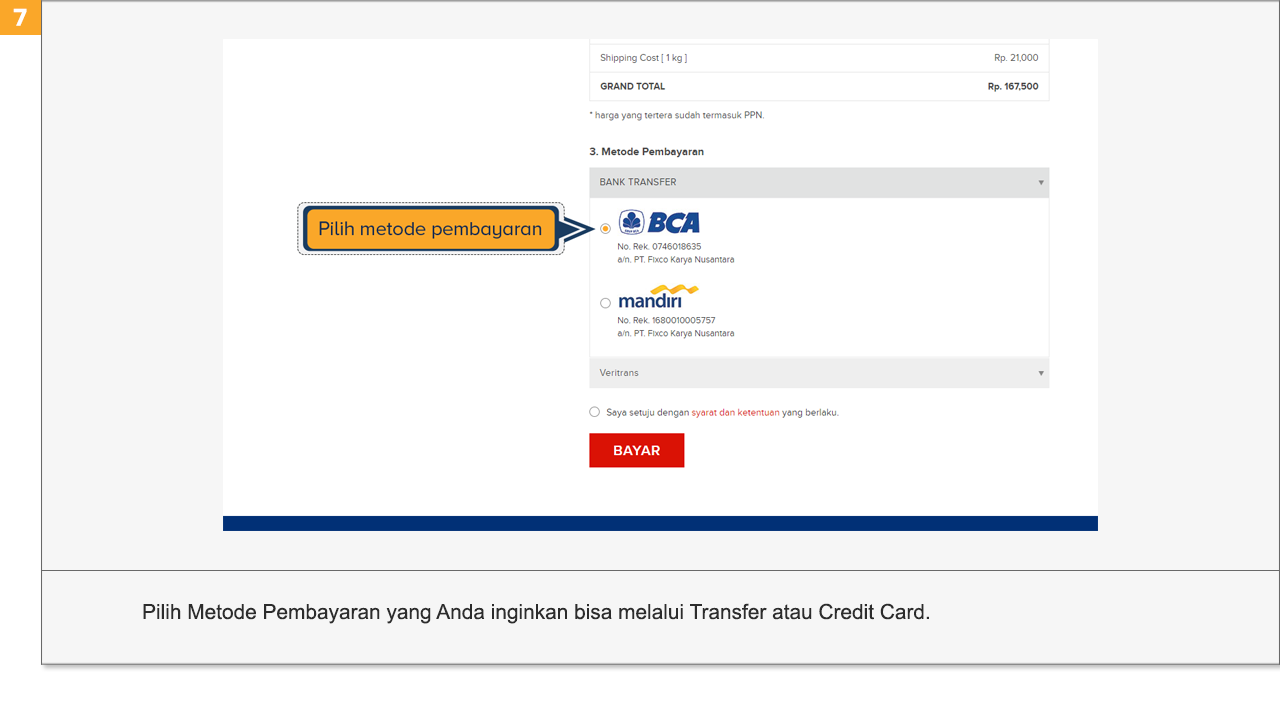 7
Shipping Cost [ 1 kg ] Rp. 21,000
GRAND TOTAL Rp. 167,500
* harga yang tertera sudah termasuk PPN.
3. Metode Pembayaran
BANK TRANSFER
Pilih metode pembayaran
BCA
No. Rek. 0746018635
a/n. PT. Fixco Karya Nusantara
mandiri
No. Rek. 1680010005757
a/n. PT. Fixco Karya Nusantara
Veritrans
Saya setuju dengan syarat dan ketentuan yang berlaku.
BAYAR
Pilih Metode Pembayaran yang Anda inginkan bisa melalui Transfer atau Credit Card.